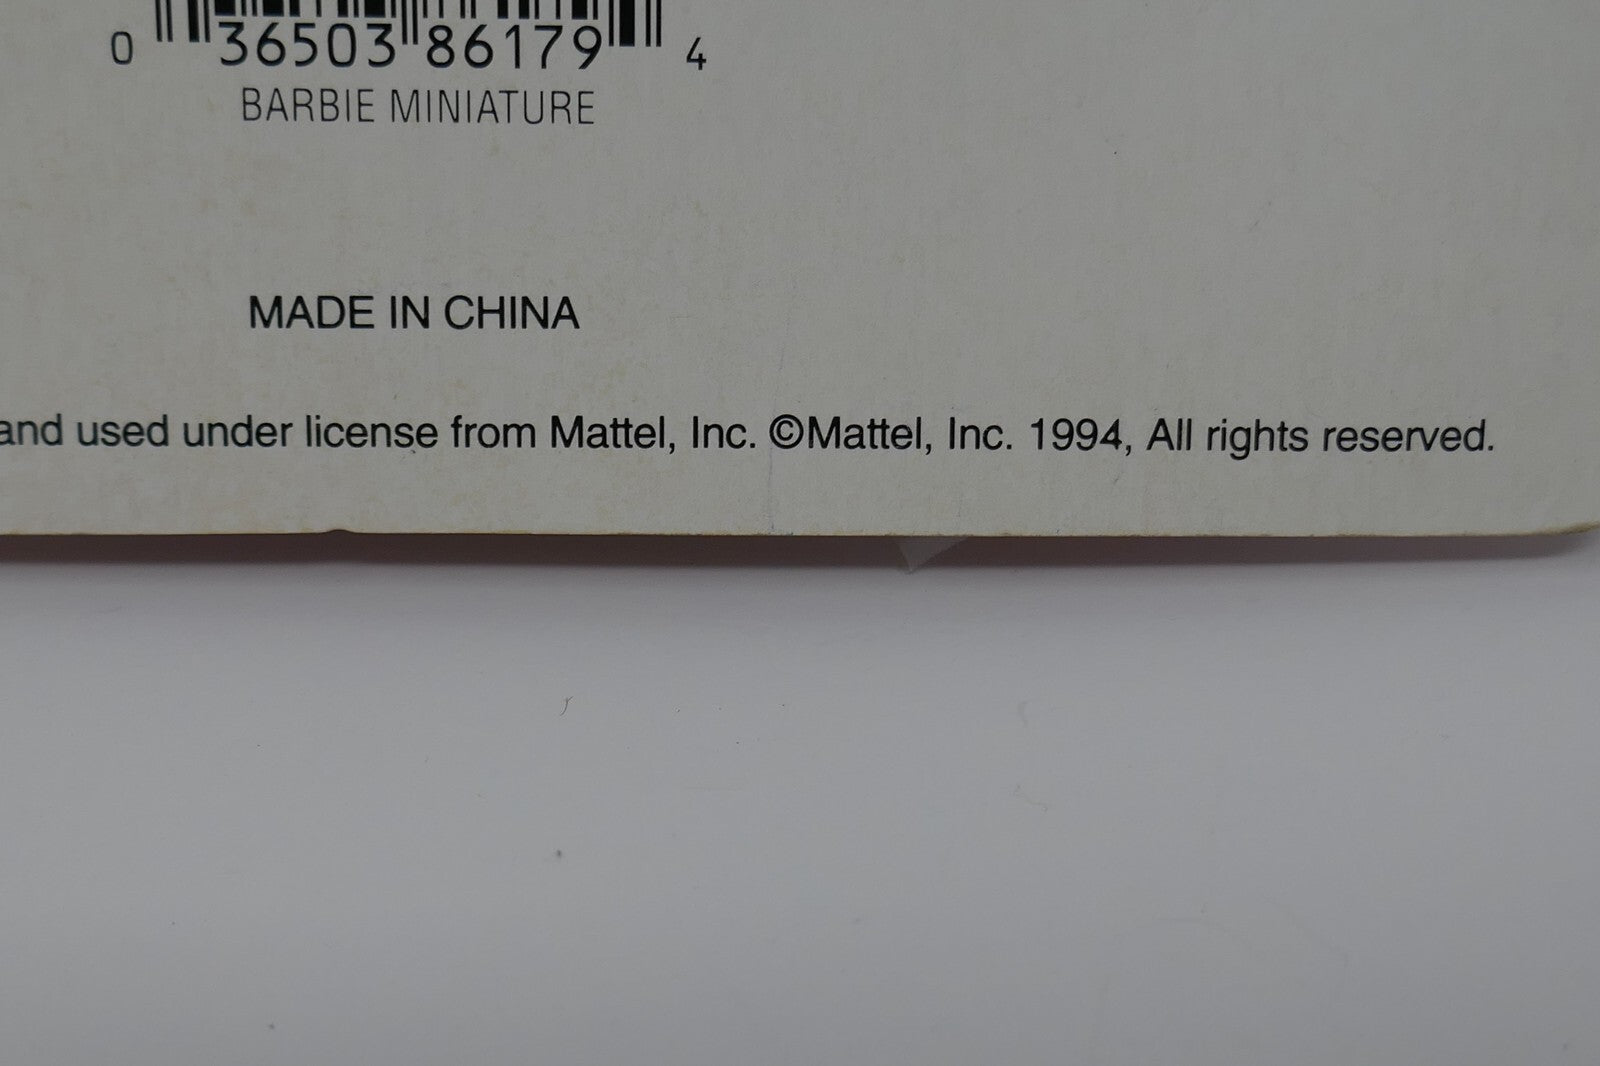 0 36503 86179 4
BARBIE MINIATURE
MADE IN CHINA
and used under license from Mattel, Inc. ©Mattel, Inc. 1994, All rights reserved.